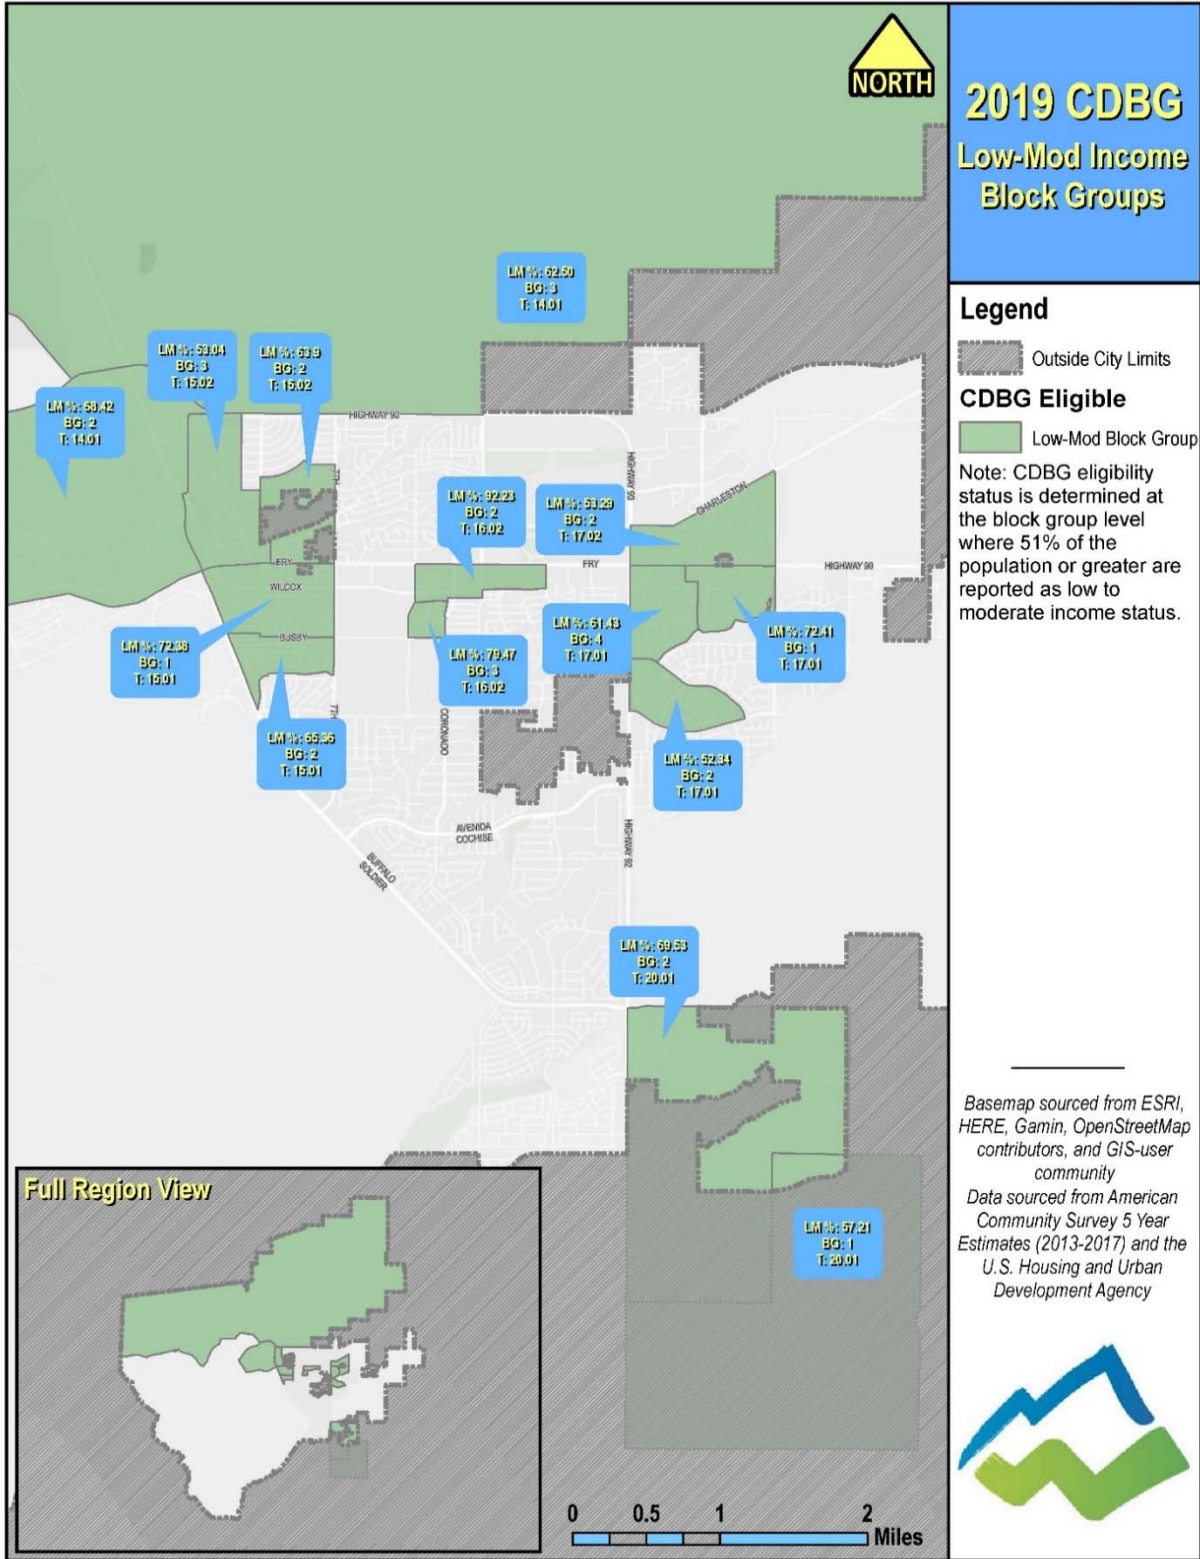 NORTH
2019 CDBG
Low-Mod Income
Block Groups
Legend
Outside City Limits
CDBG Eligible
Low-Mod Block Group
Note: CDBG eligibility
status is determined at
the block group level
where 51% of the
population or greater are
reported as low to
moderate income status.
LM %: 62.50
BG: 3
T: 14.01
LM %: 53.04
BG: 3
T: 15.02
LM %: 63.9
BG: 2
T: 15.02
LM %: 58.42
BG: 2
T: 14.01
HIGHWAY 90
7TH
HIGHWAY 90
CHARLESTON
LM %: 92.23
BG: 2
T: 16.02
LM %: 53.29
BG: 2
T: 17.02
FRY
FRY
HIGHWAY 90
WILCOX
BUSBY
LM %: 72.38
BG: 1
T: 15.01
LM %: 79.47
BG: 3
T: 16.02
LM %: 61.43
BG: 4
T: 17.01
LM %: 72.41
BG: 1
T: 17.01
7TH
CORONADO
LM %: 65.36
BG: 2
T: 15.01
LM %: 52.34
BG: 2
T: 17.01
AVENIDA
COCHISE
HIGHWAY 92
BUFFALO
SOLDIER
LM %: 69.53
BG: 2
T: 20.01
LM %: 57.21
BG: 1
T: 20.01
Full Region View
0 0.5 1 2
Miles
Basemap sourced from ESRI,
HERE, Gamin, OpenStreetMap
contributors, and GIS-user
community
Data sourced from American
Community Survey 5 Year
Estimates (2013-2017) and the
U.S. Housing and Urban
Development Agency